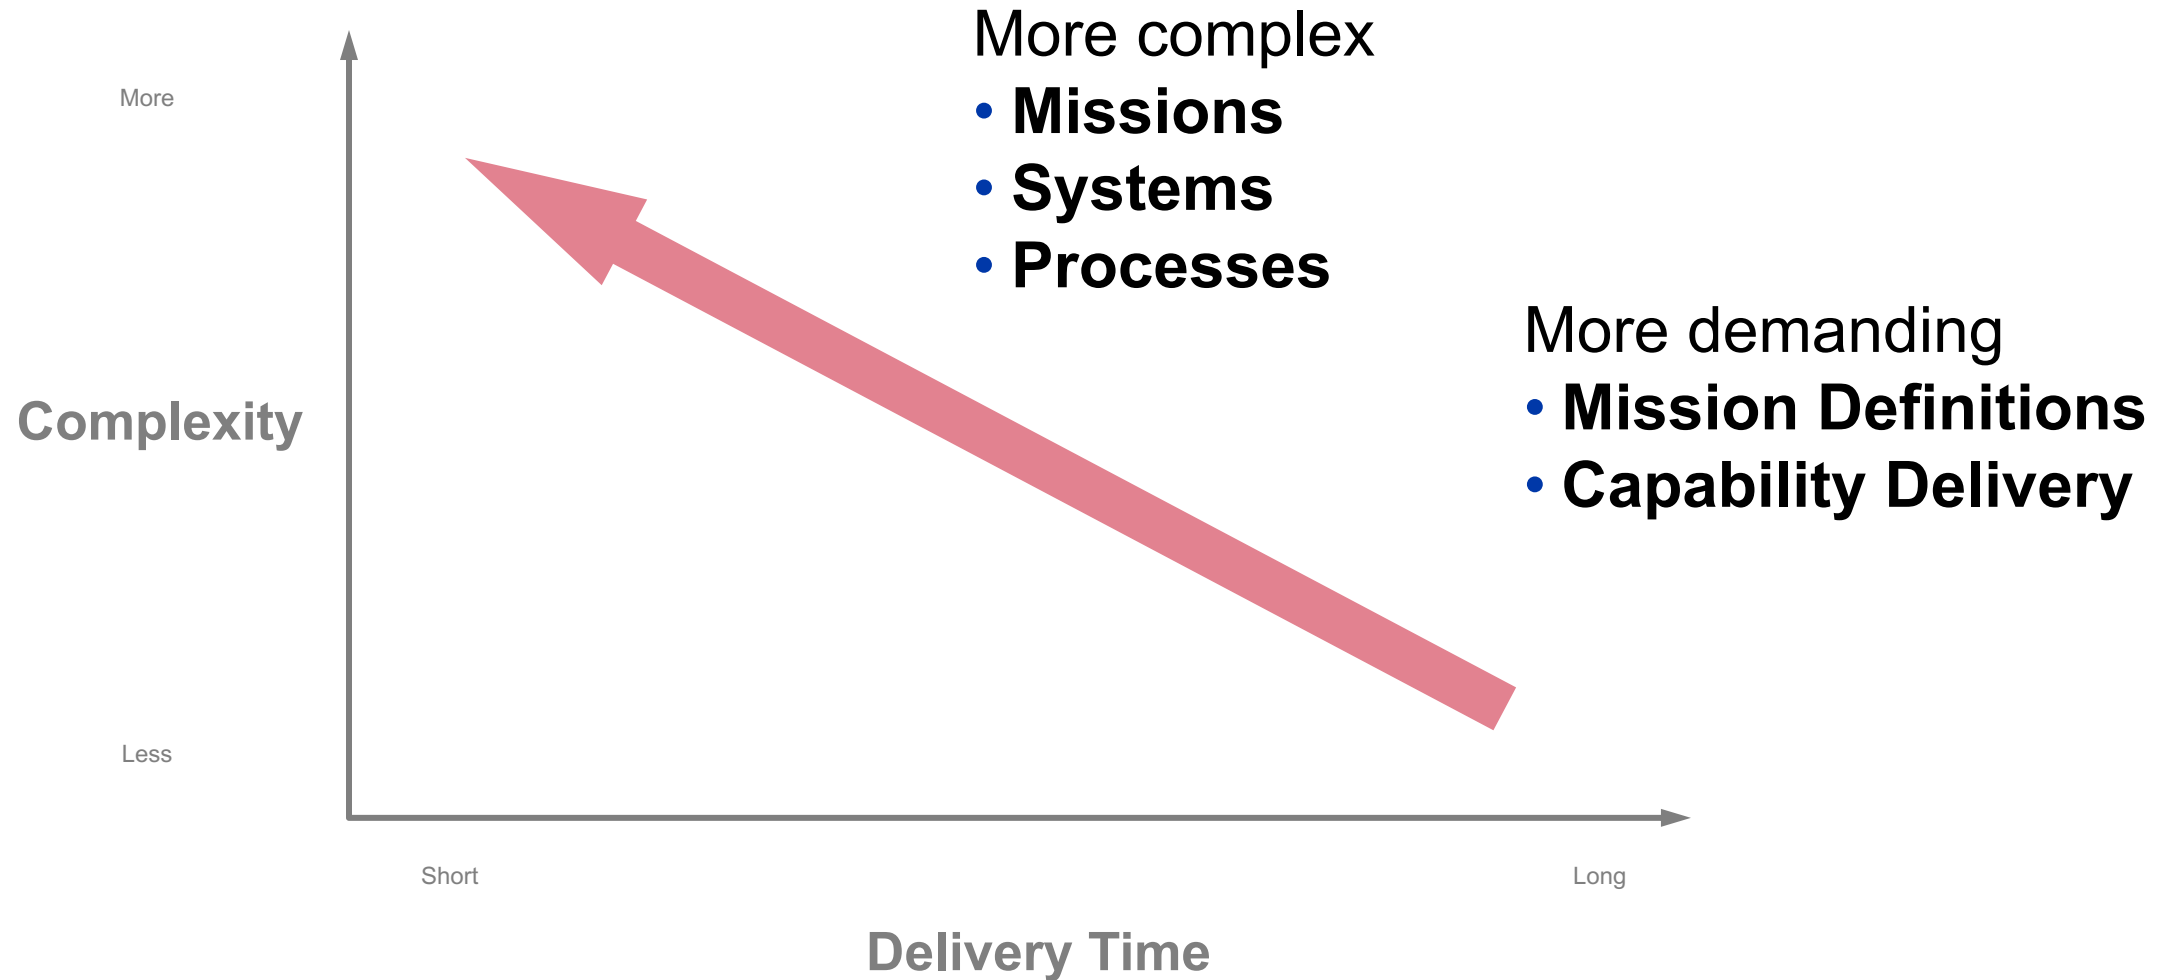 More complex
• Missions
• Systems
• Processes
More demanding
• Mission Definitions
• Capability Delivery
More
Complexity
Less
Short
Long
Delivery Time